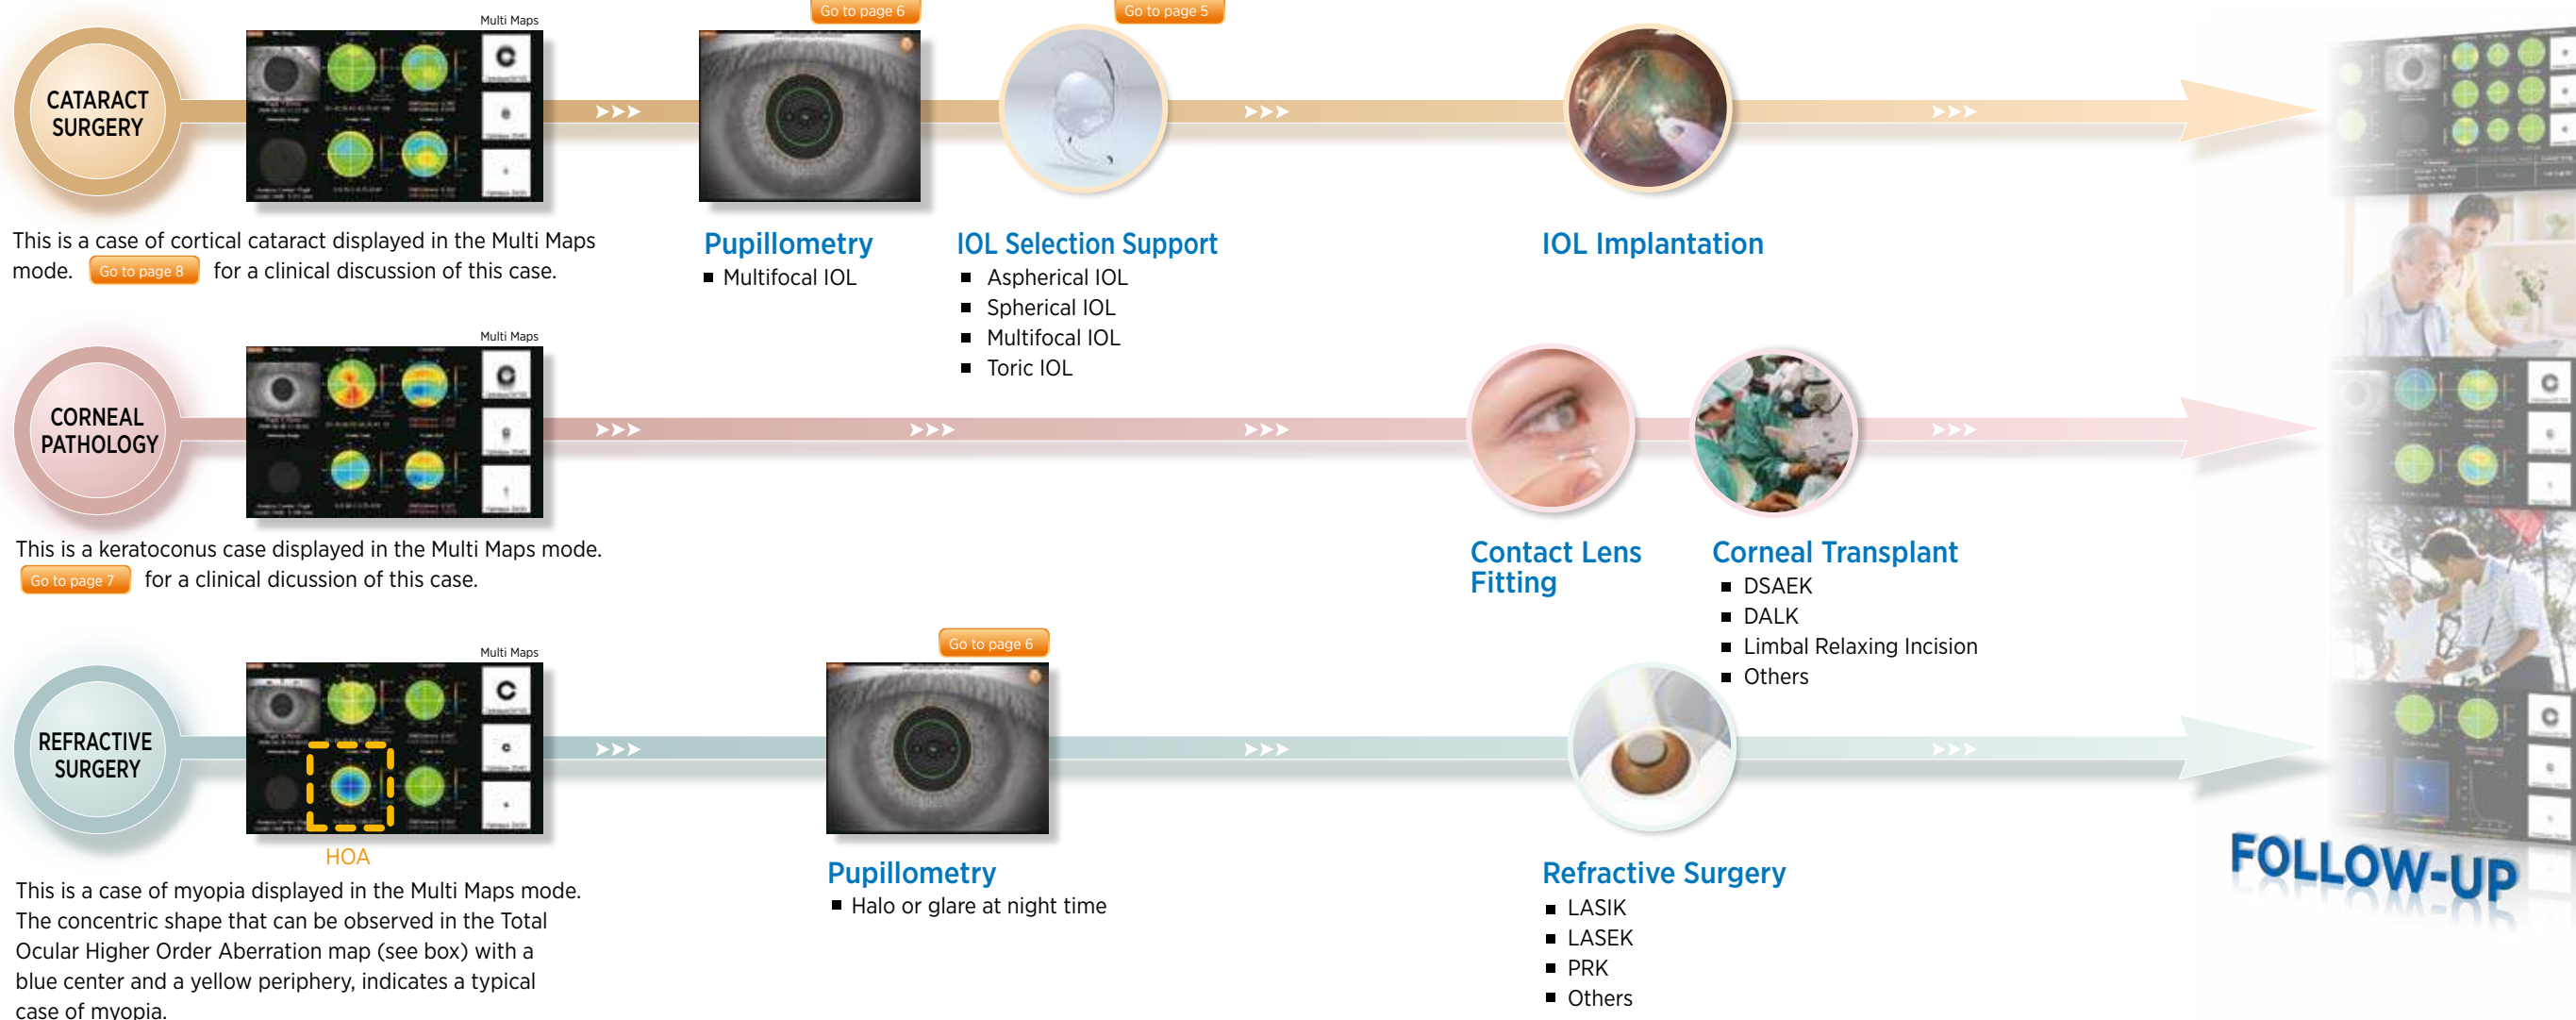 Go to page 6
Go to page 5
Multi Maps
CATARACT
SURGERY
This is a case of cortical cataract displayed in the Multi Maps
mode. Go to page 8 for a clinical discussion of this case.
Pupillometry
■ Multifocal IOL
IOL Selection Support
■ Aspherical IOL
■ Spherical IOL
■ Multifocal IOL
■ Toric IOL
IOL Implantation
Multi Maps
CORNEAL
PATHOLOGY
This is a keratoconus case displayed in the Multi Maps mode.
Go to page 7 for a clinical dicussion of this case.
Contact Lens
Fitting
Corneal Transplant
■ DSAEK
■ DALK
■ Limbal Relaxing Incision
■ Others
Multi Maps
Go to page 6
REFRACTIVE
SURGERY
HOA
This is a case of myopia displayed in the Multi Maps mode.
The concentric shape that can be observed in the Total
Ocular Higher Order Aberration map (see box) with a
blue center and a yellow periphery, indicates a typical
case of myopia.
Pupillometry
■ Halo or glare at night time
Refractive Surgery
■ LASIK
■ LASEK
■ PRK
■ Others
FOLLOW-UP